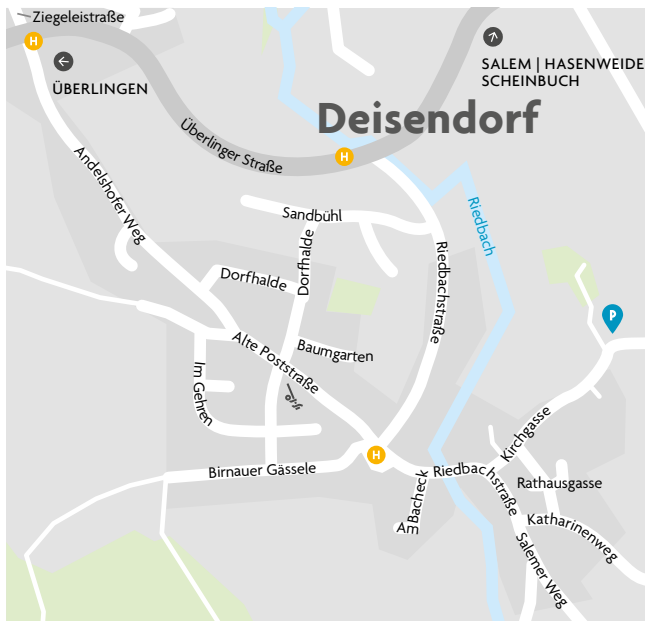 Ziegeleistraße
H
ÜBERLINGEN
SALEM | HASENWEIDE
SCHEINBUCH
Deisendorf
Überlinger Straße
H
Andelshofer Weg
Riedbach
Sandbühl
Dorfhalde
Dorfhalde
Riedbachstraße
P
Baumgarten
Alte Poststraße
Im Gehren
Kirchgasse
H
Birnauer Gässele
Riedbachstraße
Am Bacheck
Rathausgasse
Katharinenweg
Salemer Weg